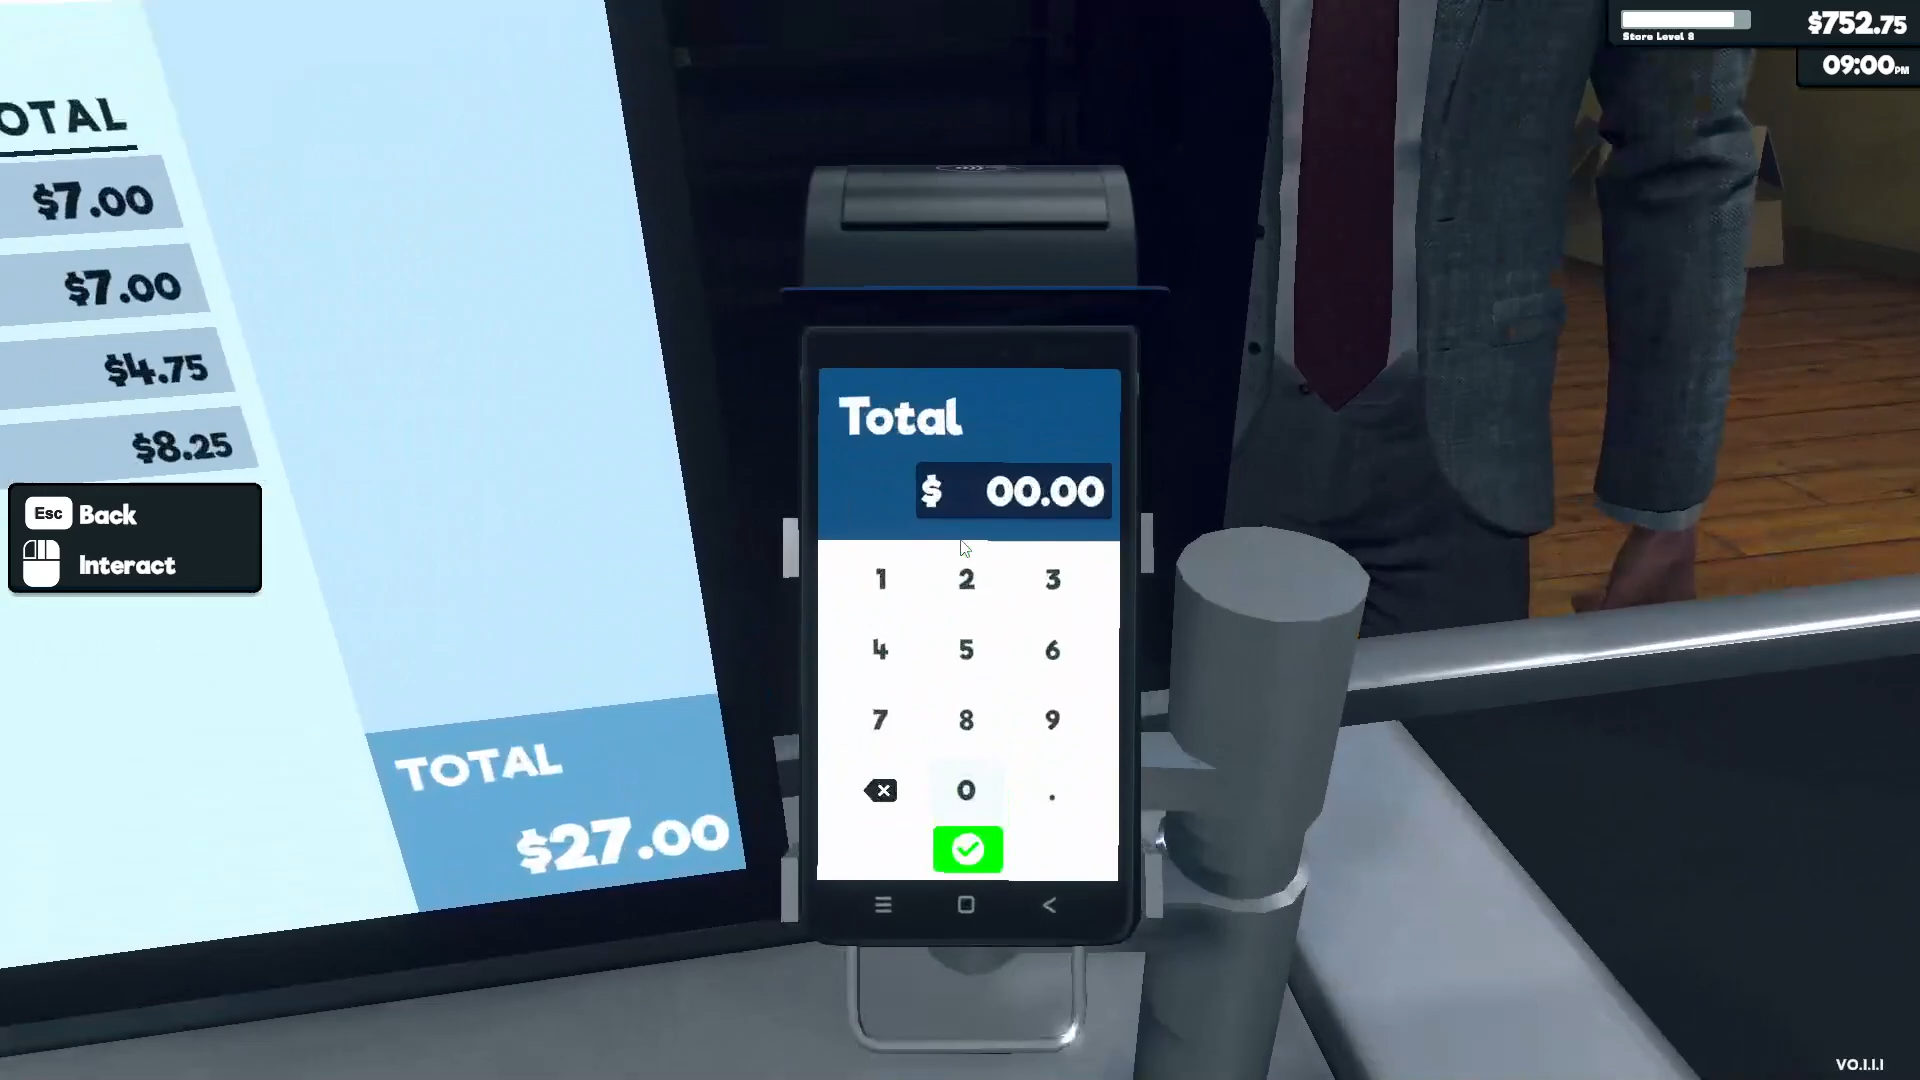 OTAL
$7.00
$7.00
$4.75
$8.25
Esc Back
Interact
TOTAL
$27.00
Total
$ 00.00
1 2 3
4 5 6
7 8 9
0 .
$752.75
Store Level 8
09:00PM
V0.1.1.1